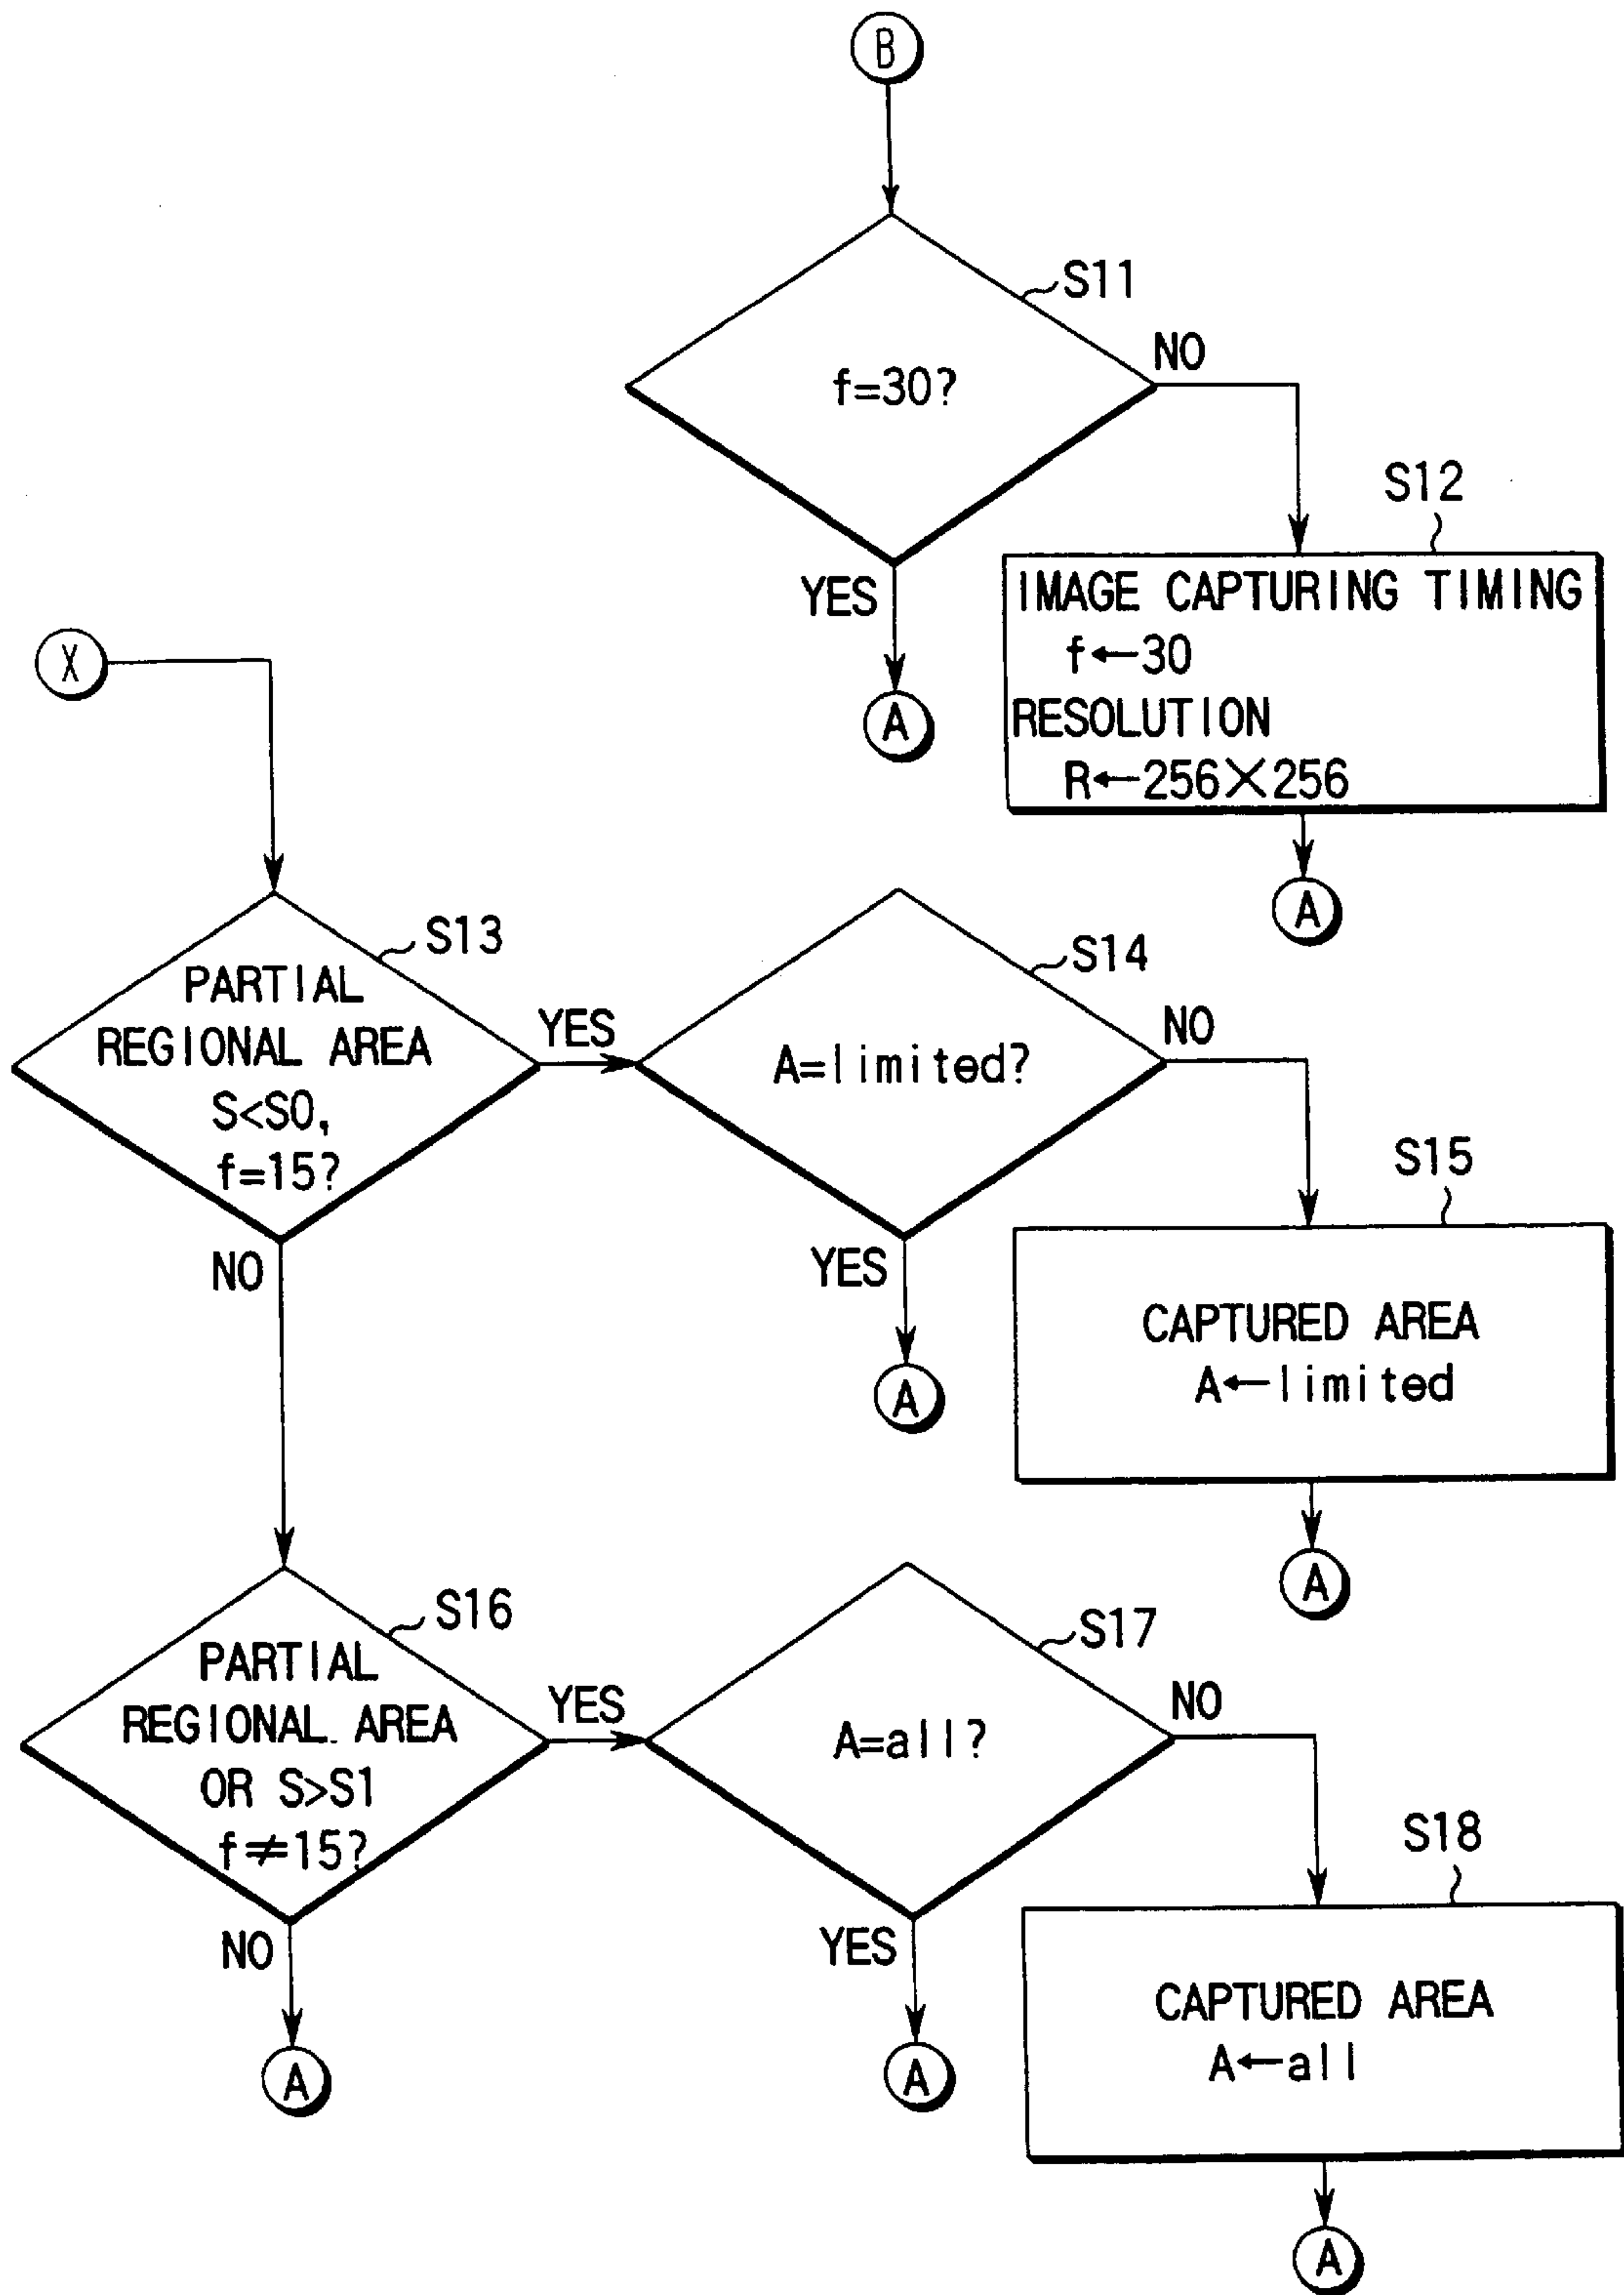 B
S11
f=30?
NO
YES
A
S12
IMAGE CAPTURING TIMING
f←30
RESOLUTION
R←256×256
A
X
S13
PARTIAL
REGIONAL AREA
S<S0,
f=15?
YES
NO
S14
A=limited?
NO
YES
A
S15
CAPTURED AREA
A←limited
A
S16
PARTIAL
REGIONAL AREA
OR S>S1
f≠15?
YES
NO
A
S17
A=all?
NO
YES
A
S18
CAPTURED AREA
A←all
A